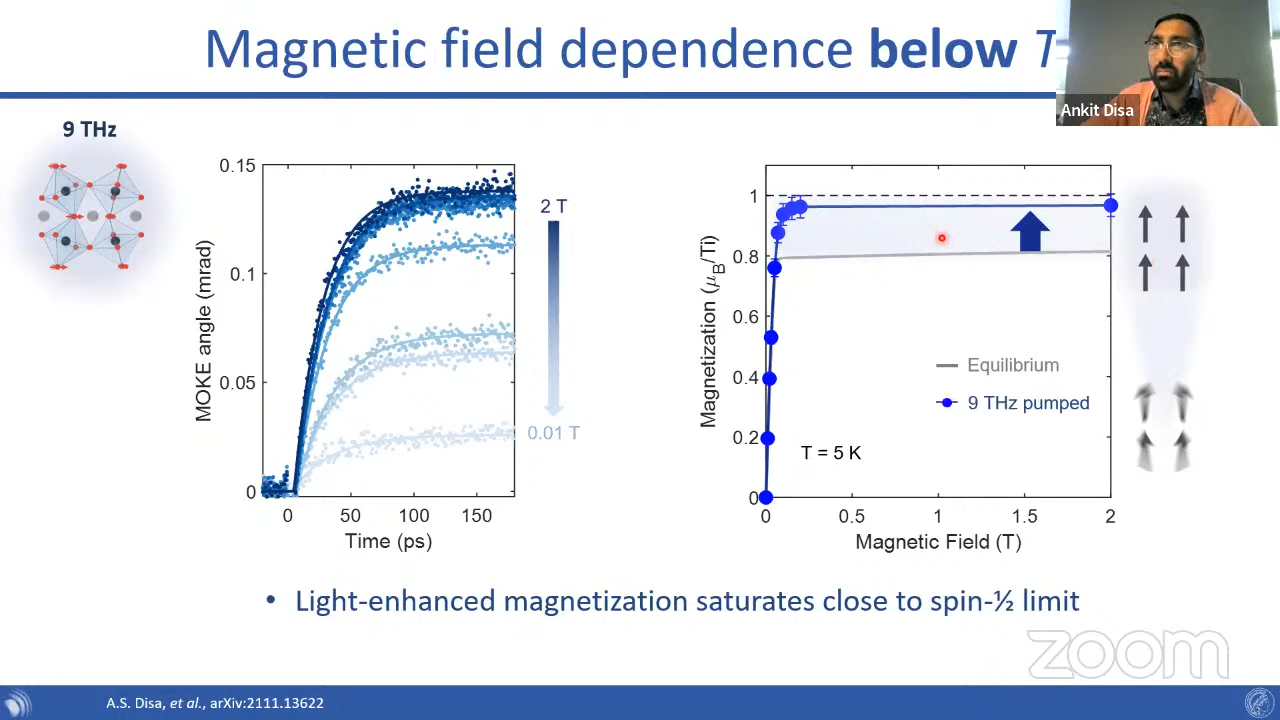 Magnetic field dependence below T
Ankit Disa
9 THz
0.15
0.1
0.05
0
MOKE angle (mrad)
0
50
100
150
Time (ps)
2 T
0.01 T
1
0.8
0.6
0.4
0.2
0
Magnetization (μB/Ti)
Equilibrium
9 THz pumped
T = 5 K
0
0.5
1
1.5
2
Magnetic Field (T)
• Light-enhanced magnetization saturates close to spin-½ limit
zoom
A.S. Disa, et al., arXiv:2111.13622